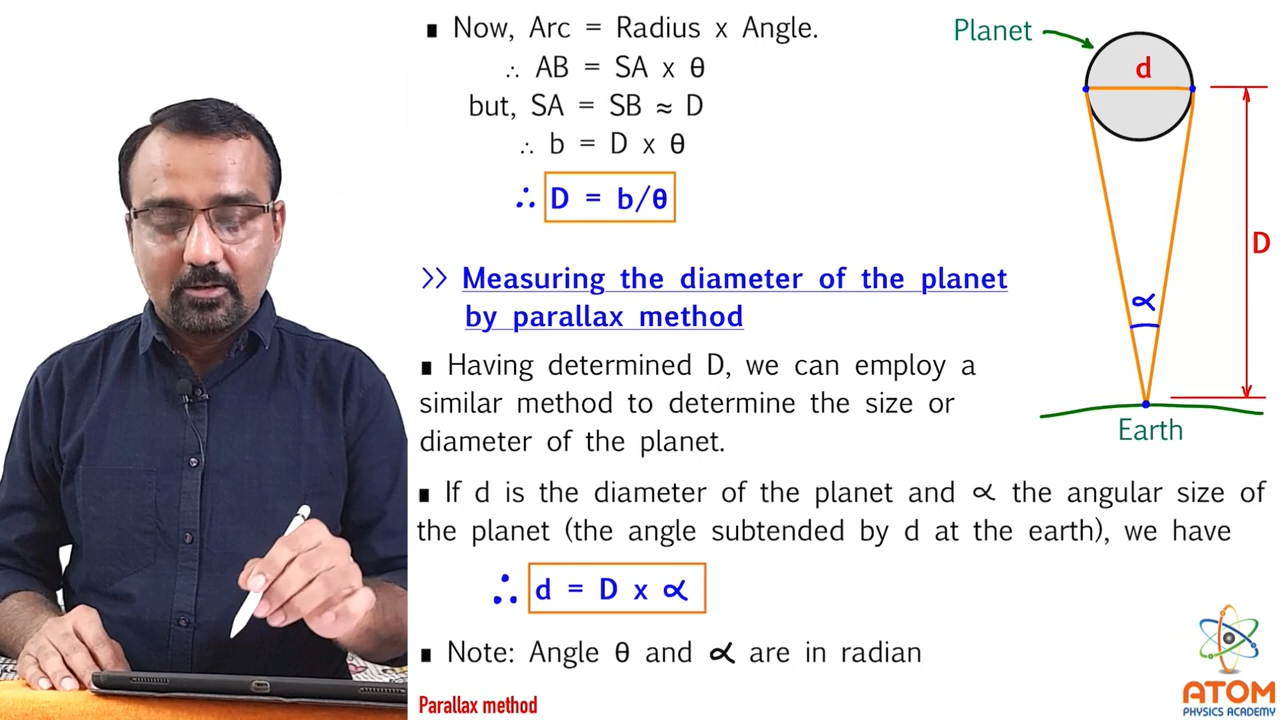 ▪ Now, Arc = Radius x Angle.
∴ AB = SA x θ
but, SA = SB ≈ D
∴ b = D x θ
∴ D = b/θ
>> Measuring the diameter of the planet
by parallax method
▪ Having determined D, we can employ a
similar method to determine the size or
diameter of the planet.
▪ If d is the diameter of the planet and ∝ the angular size of
the planet (the angle subtended by d at the earth), we have
∴ d = D x ∝
▪ Note: Angle θ and ∝ are in radian
Parallax method
Planet
d
D
∝
Earth
ATOM
PHYSICS ACADEMY